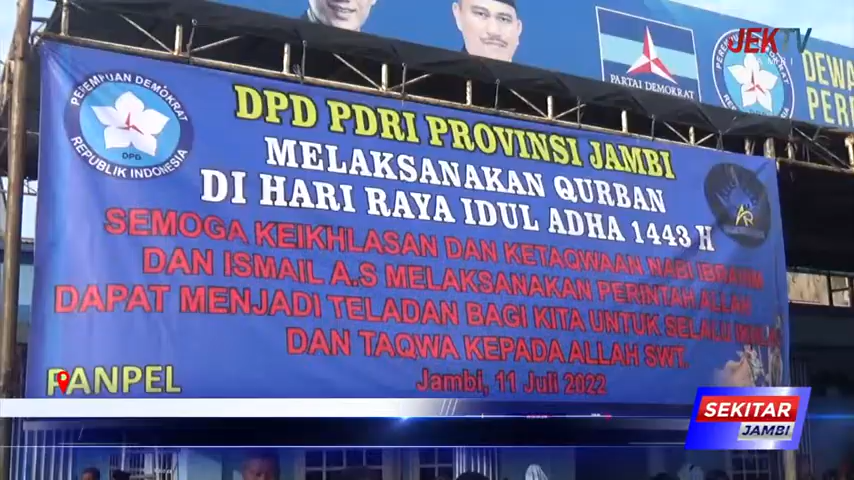 JEKTV
JAMBI
PARTAI DEMOKRAT
DEWA
PERE
PEREMPUAN DEMOKRAT
DPD
REPUBLIK INDONESIA
DPD PDRI PROVINSI JAMBI
MELAKSANAKAN QURBAN
DI HARI RAYA IDUL ADHA 1443 H
SEMOGA KEIKHLASAN DAN KETAQWAAN NABI IBRAHIM
DAN ISMAIL A.S MELAKSANAKAN PERINTAH ALLAH
DAPAT MENJADI TELADAN BAGI KITA UNTUK SELALU
DAN TAQWA KEPADA ALLAH SWT.
PANPEL
Jambi, 11 Juli 2022
SEKITAR
JAMBI